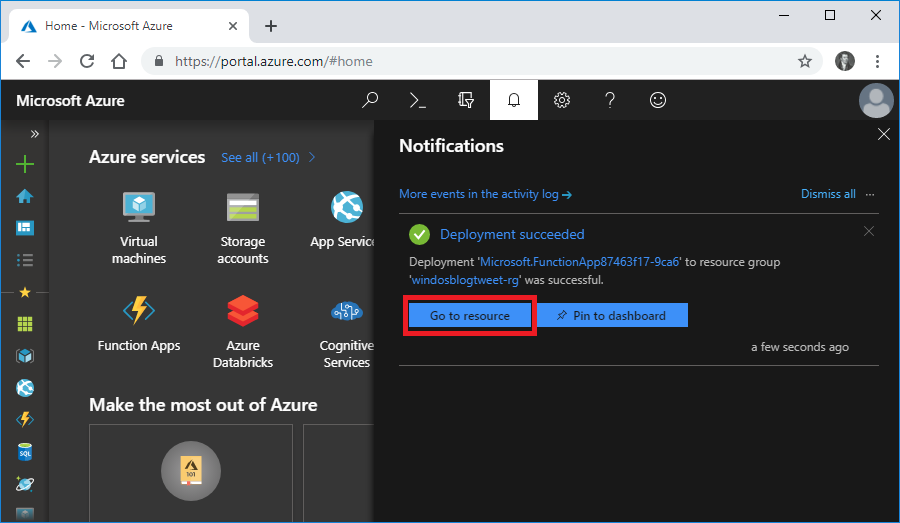 Home - Microsoft Azure
https://portal.azure.com/#home
Microsoft Azure
Azure services
See all (+100)
Virtual
machines
Storage
accounts
App Service
Function Apps
Azure
Databricks
Cognitive
Services
Make the most out of Azure
101
SQL
Notifications
More events in the activity log
Dismiss all
Deployment succeeded
Deployment 'Microsoft.FunctionApp87463f17-9ca6' to resource group
'windosblogtweet-rg' was successful.
Go to resource
Pin to dashboard
a few seconds ago